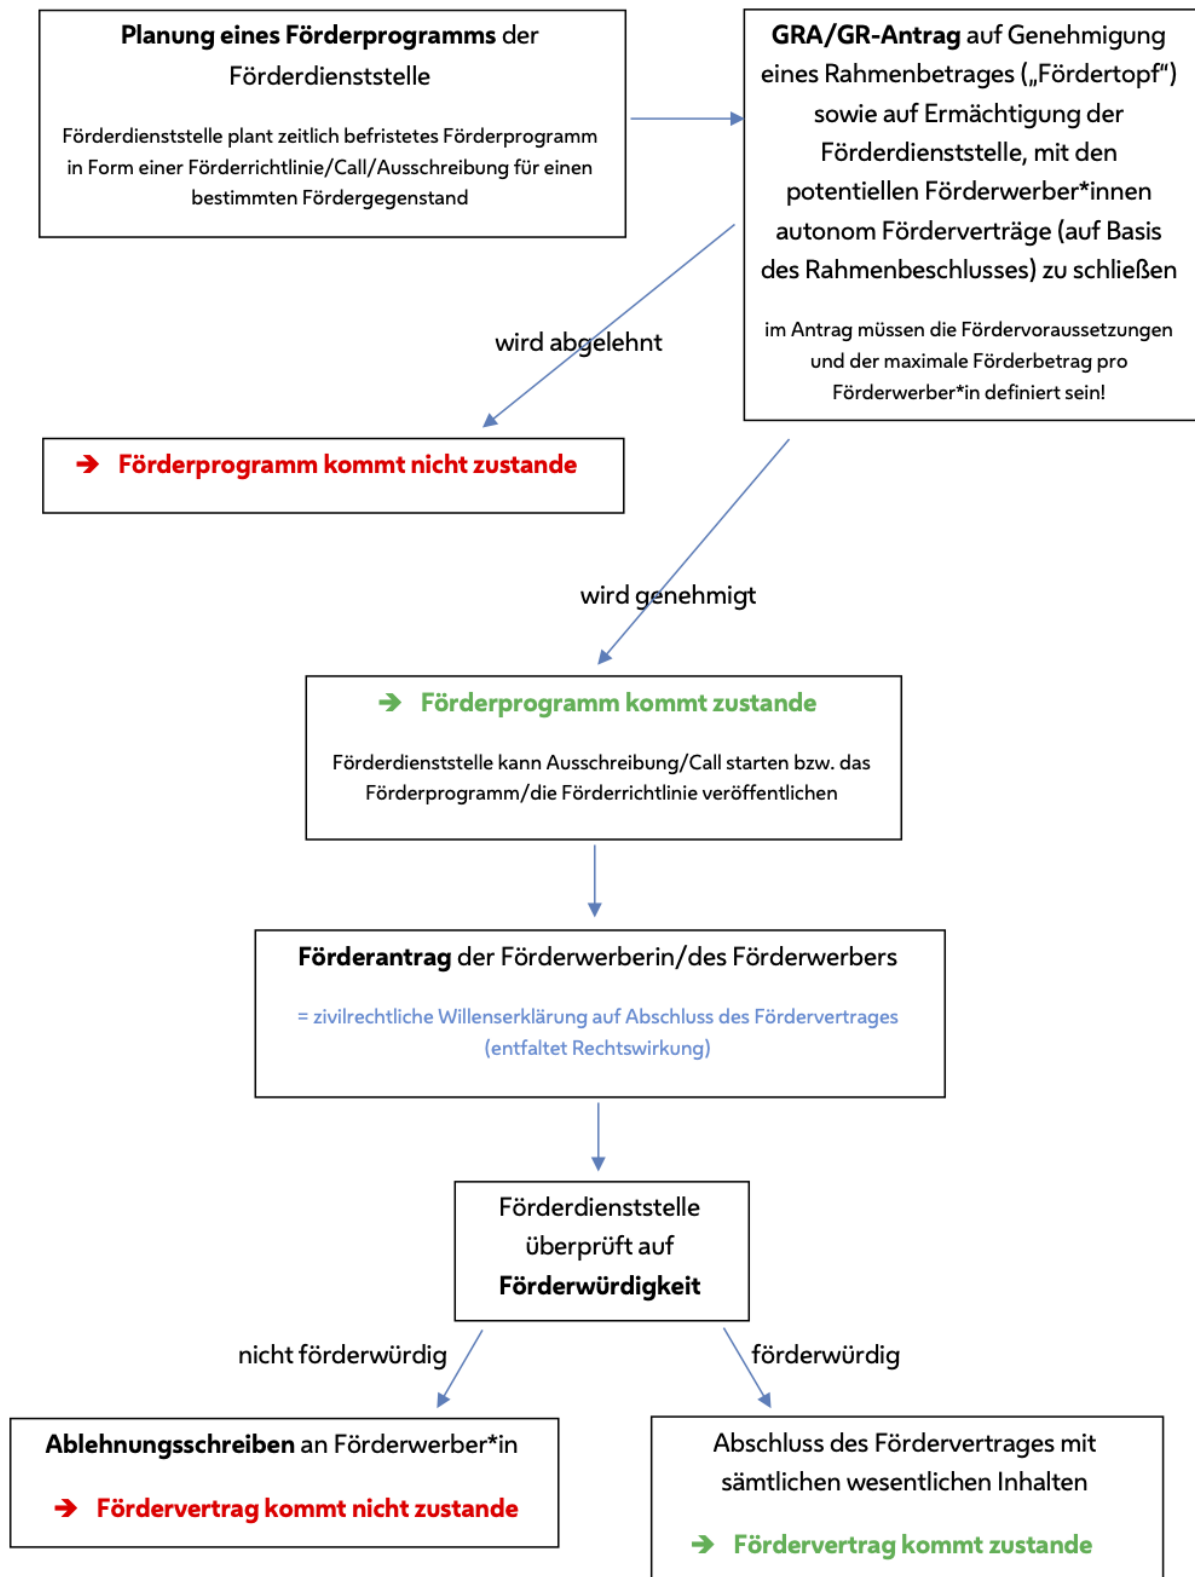 Planung eines Förderprogramms der
Förderdienststelle
Förderdienststelle plant zeitlich befristetes Förderprogramm
in Form einer Förderrichtlinie/Call/Ausschreibung für einen
bestimmten Fördergegenstand
GRA/GR-Antrag auf Genehmigung
eines Rahmenbetrages („Fördertopf“)
sowie auf Ermächtigung der
Förderdienststelle, mit den
potentiellen Förderwerber*innen
autonom Förderverträge (auf Basis
des Rahmenbeschlusses) zu schließen
im Antrag müssen die Fördervoraussetzungen
und der maximale Förderbetrag pro
Förderwerber*in definiert sein!
wird abgelehnt
➔ Förderprogramm kommt nicht zustande
wird genehmigt
➔ Förderprogramm kommt zustande
Förderdienststelle kann Ausschreibung/Call starten bzw. das
Förderprogramm/die Förderrichtlinie veröffentlichen
Förderantrag der Förderwerberin/des Förderwerbers
= zivilrechtliche Willenserklärung auf Abschluss des Fördervertrages
(entfaltet Rechtswirkung)
Förderdienststelle
überprüft auf
Förderwürdigkeit
nicht förderwürdig
förderwürdig
Ablehnungsschreiben an Förderwerber*in
➔ Fördervertrag kommt nicht zustande
Abschluss des Fördervertrages mit
sämtlichen wesentlichen Inhalten
➔ Fördervertrag kommt zustande